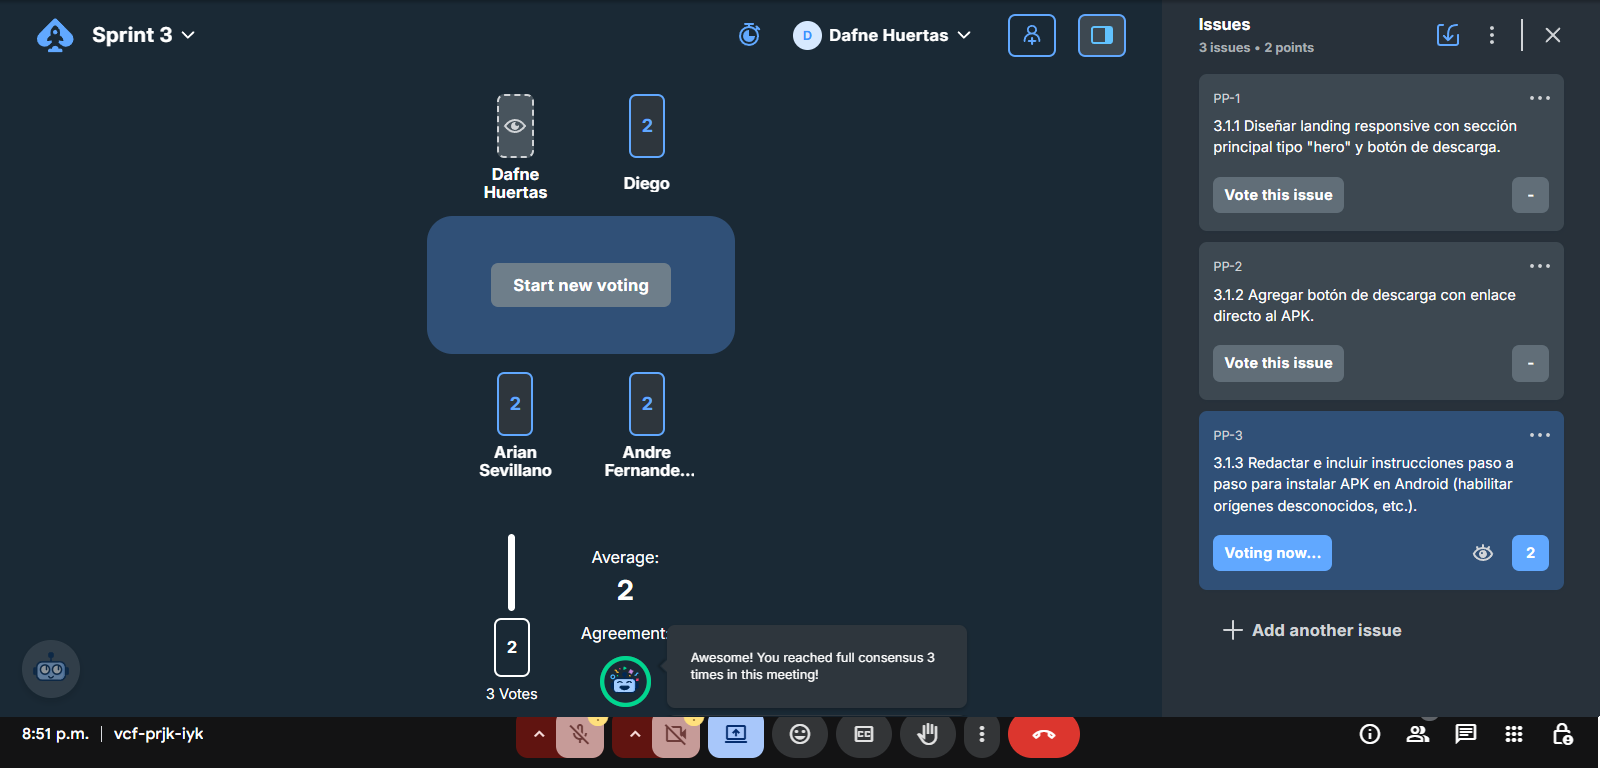 Sprint 3
D
Dafne Huertas
2
Dafne
Huertas
Diego
Start new voting
2
2
Arian
Sevillano
Andre
Fernande...
Average:
2
Agreement:
2
3 Votes
Awesome! You reached full consensus 3
times in this meeting!
Issues
3 issues • 2 points
PP-1
3.1.1 Diseñar landing responsive con sección
principal tipo "hero" y botón de descarga.
Vote this issue
-
PP-2
3.1.2 Agregar botón de descarga con enlace
directo al APK.
Vote this issue
-
PP-3
3.1.3 Redactar e incluir instrucciones paso a
paso para instalar APK en Android (habilitar
orígenes desconocidos, etc.).
Voting now...
2
Add another issue
8:51 p.m. | vcf-prjk-iyk
CC